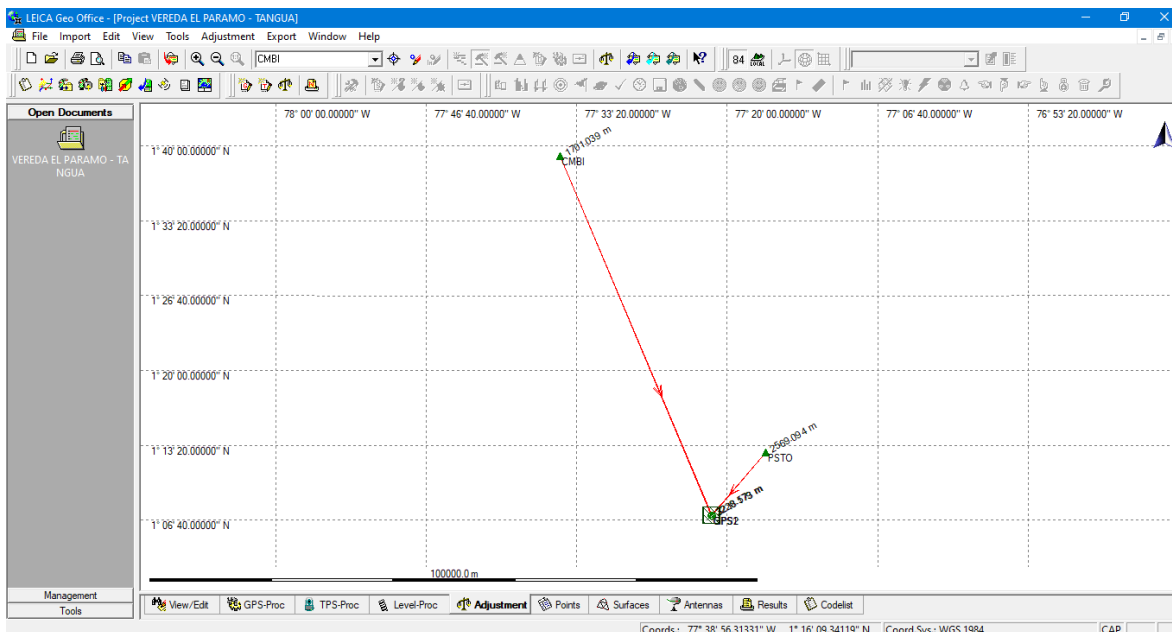 LEICA Geo Office - [Project VEREDA EL PARAMO - TANGUA]
File Import Edit View Tools Adjustment Export Window Help
CMBI
84
Open Documents
VEREDA EL PARAMO - TA
NGUA
78° 00' 00.00000" W 77° 46' 40.00000" W 77° 33' 20.00000" W 77° 20' 00.00000" W 77° 06' 40.00000" W 76° 53' 20.00000" W
1° 40' 00.00000" N
CMBI
1° 33' 20.00000" N
1° 26' 40.00000" N
1° 20' 00.00000" N
1° 13' 20.00000" N
2569.094 m
PSTO
1° 06' 40.00000" N
100000.0 m
Management
Tools
View/Edit GPS-Proc TPS-Proc Level-Proc Adjustment Points Surfaces Antennas Results Codelist
Coords : 77° 38' 56.31331" W 1° 16' 09.34119" N Coord Sys : WGS 1984 CAP